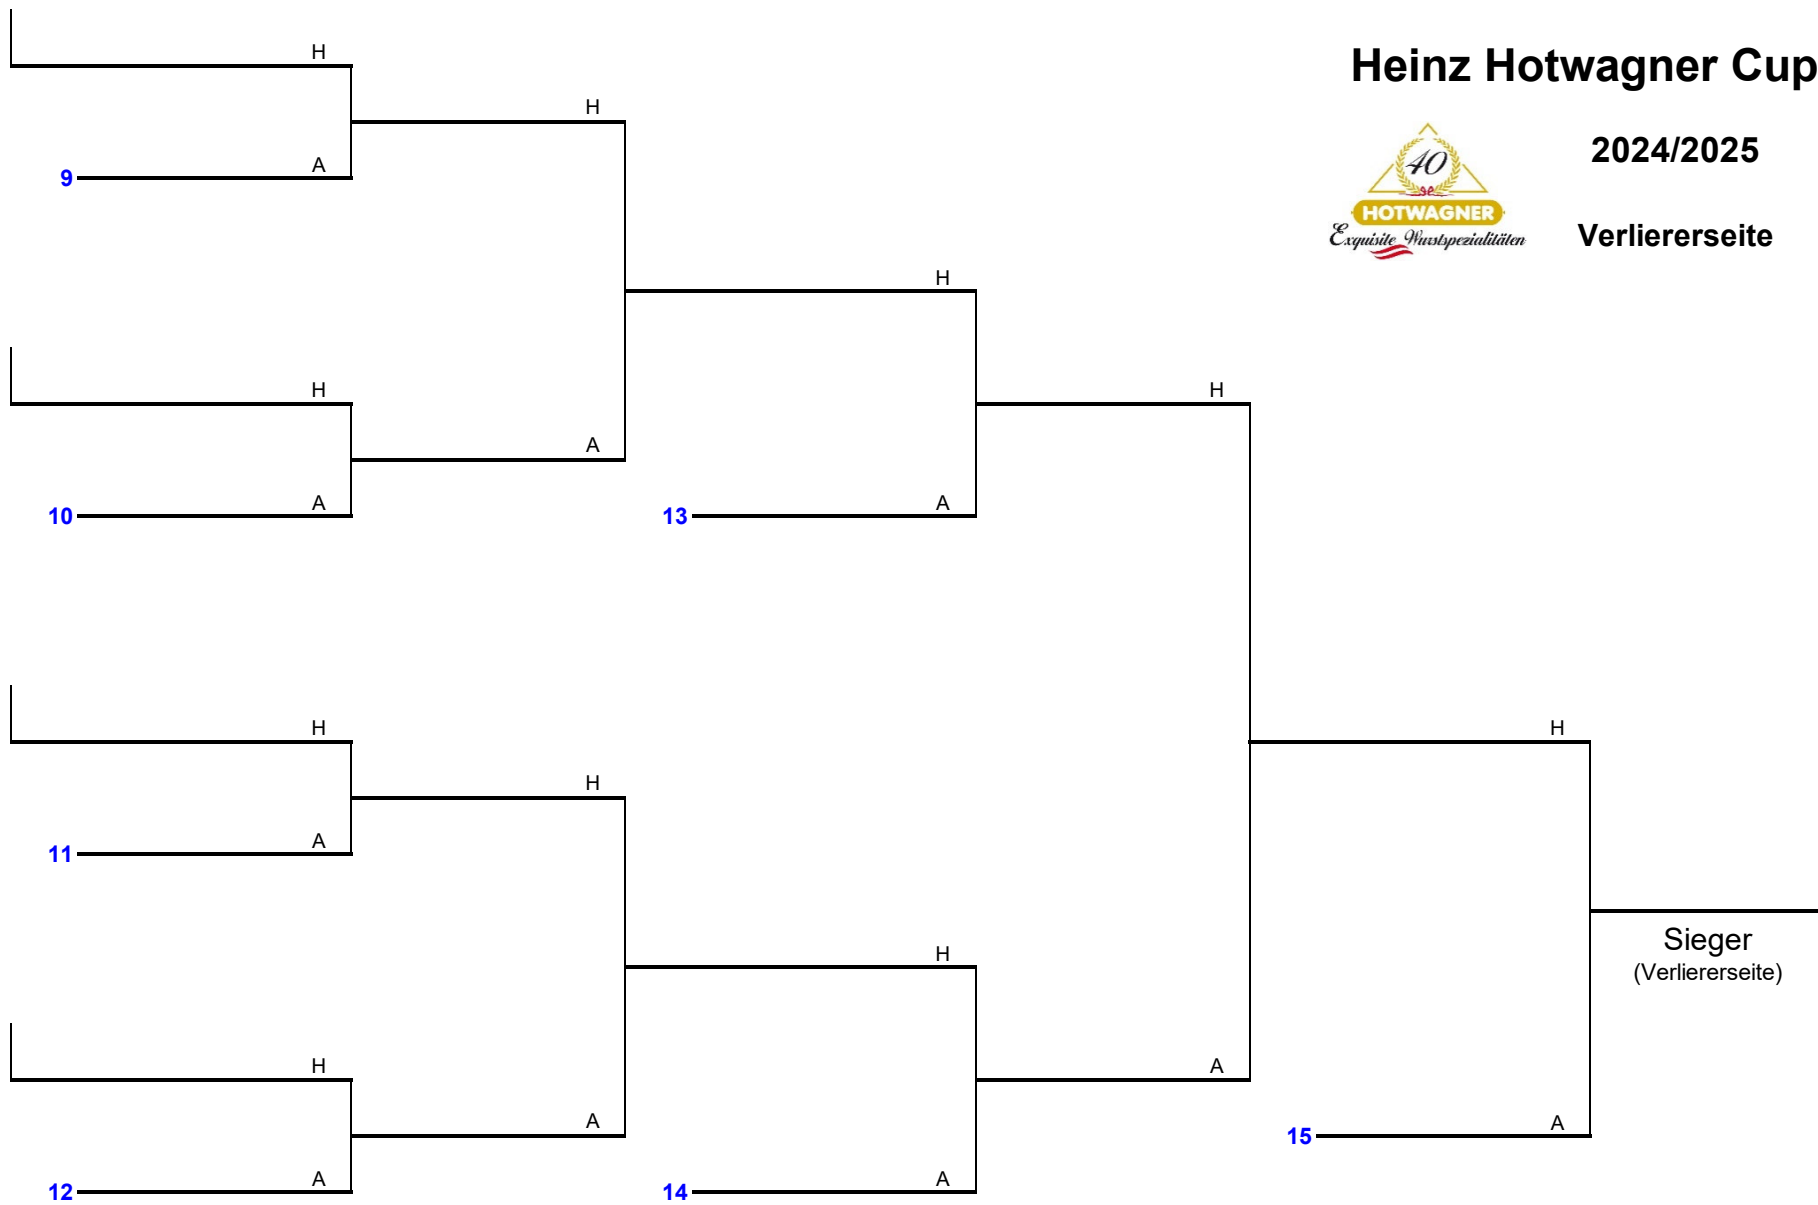 Heinz Hotwagner Cup
2024/2025
Verliererseite
40
HOTWAGNER
Exquisite Wurstspezialitäten
H
H
A
9
H
H
H
A
A
A
10
13
H
H
H
A
11
H
Sieger
(Verliererseite)
H
A
A
A
15
A
A
12
14